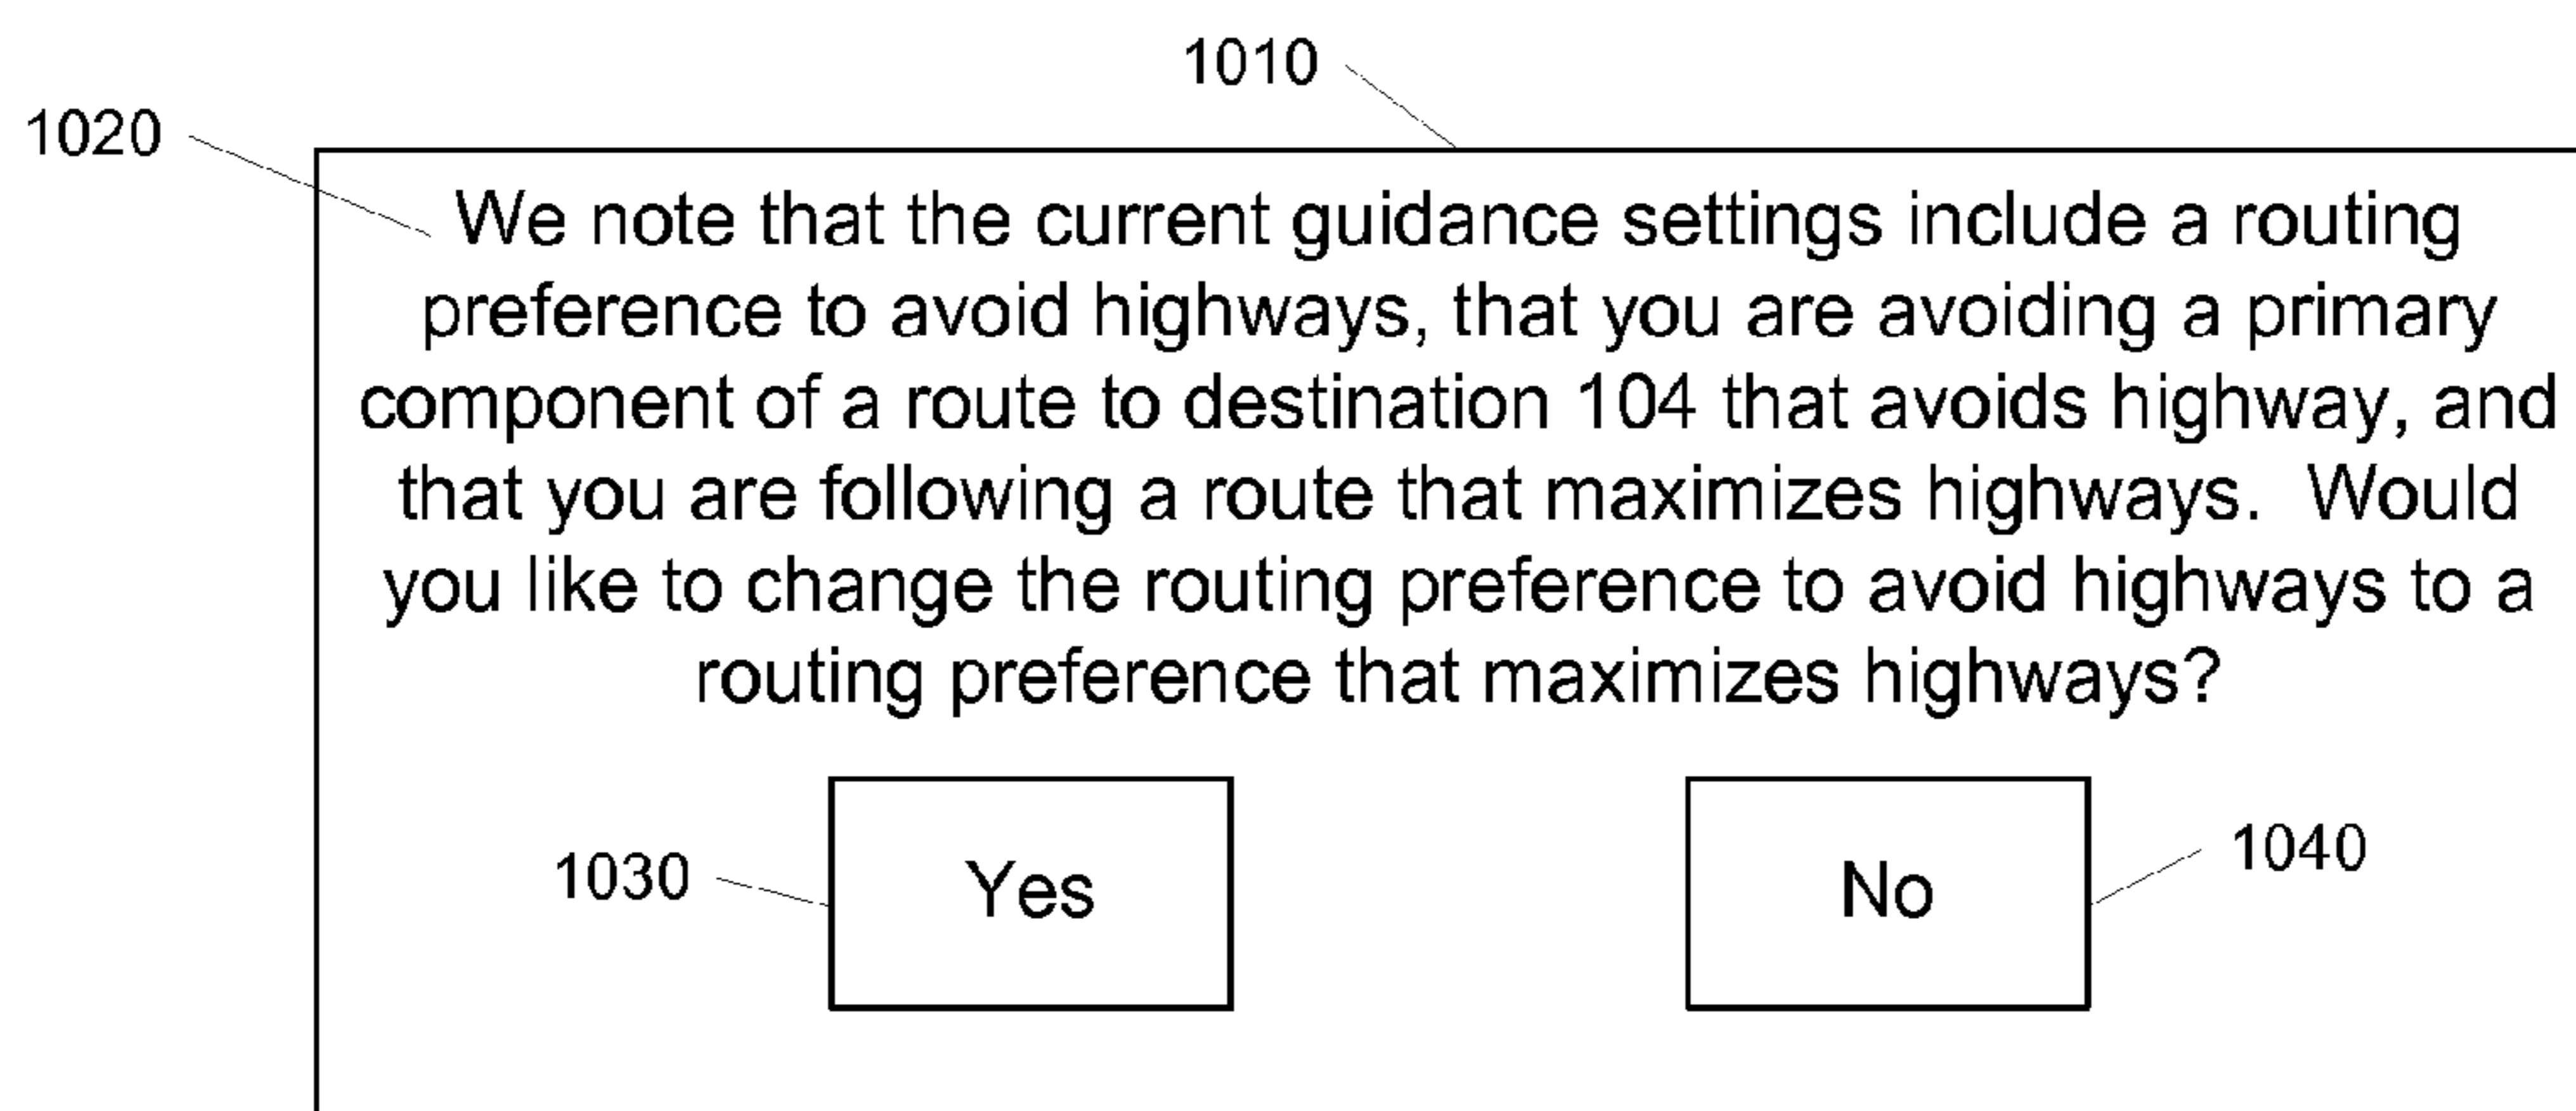 1010
1020
We note that the current guidance settings include a routing
preference to avoid highways, that you are avoiding a primary
component of a route to destination 104 that avoids highway, and
that you are following a route that maximizes highways.  Would
you like to change the routing preference to avoid highways to a
routing preference that maximizes highways?
1030
Yes
No
1040